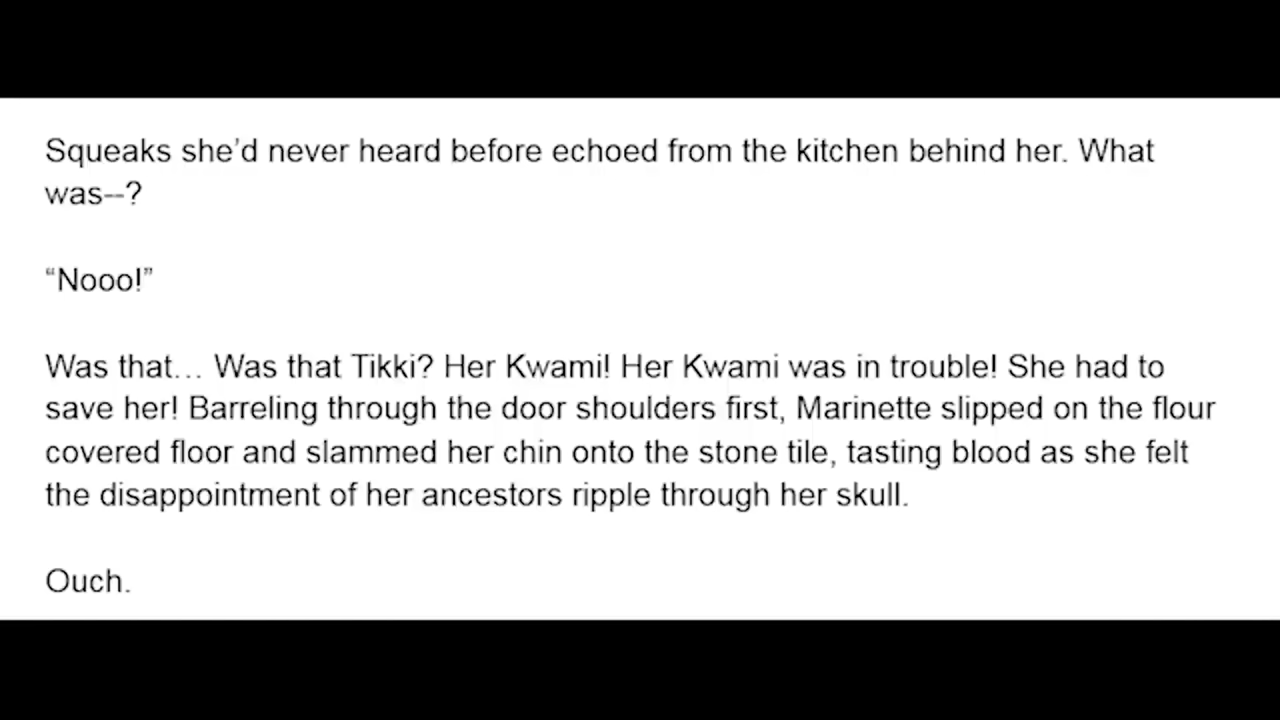 Squeaks she’d never heard before echoed from the kitchen behind her. What
was--?
“Nooo!”
Was that… Was that Tikki? Her Kwami! Her Kwami was in trouble! She had to
save her! Barreling through the door shoulders first, Marinette slipped on the flour
covered floor and slammed her chin onto the stone tile, tasting blood as she felt
the disappointment of her ancestors ripple through her skull.
Ouch.